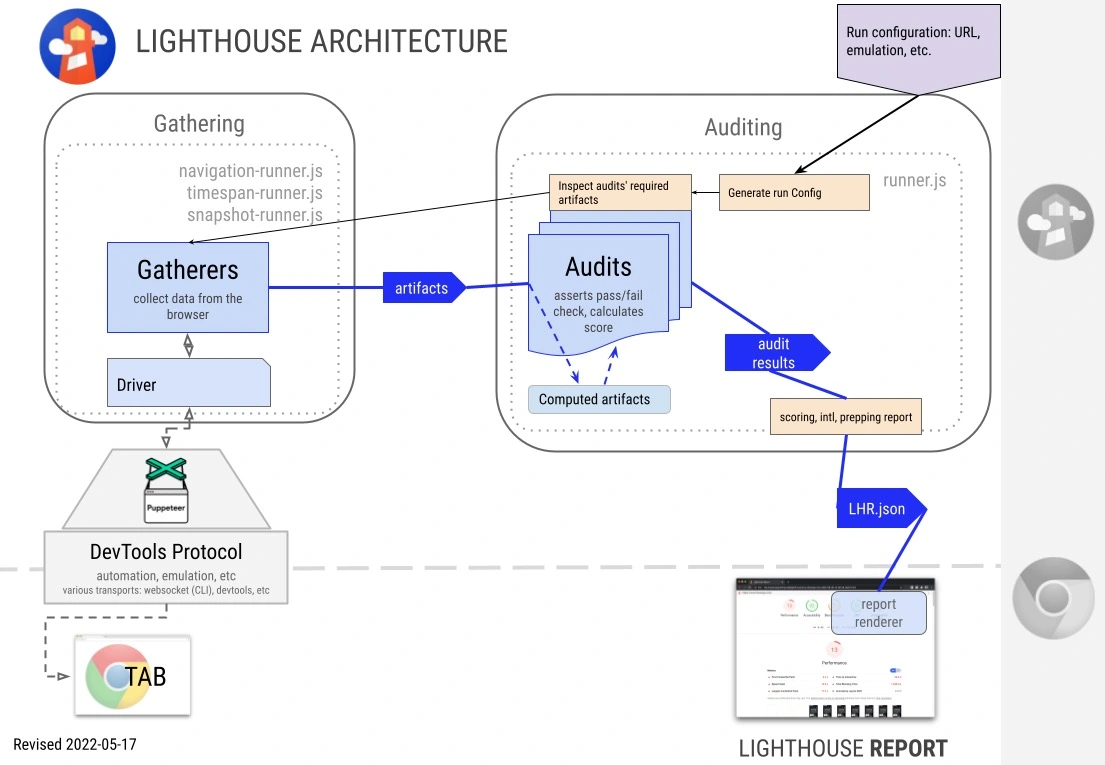 LIGHTHOUSE ARCHITECTURE
Run configuration: URL,
emulation, etc.
Gathering
navigation-runner.js
timespan-runner.js
snapshot-runner.js
Gatherers
collect data from the
browser
Driver
artifacts
Auditing
runner.js
Inspect audits' required
artifacts
Generate run Config
Audits
asserts pass/fail
check, calculates
score
Computed artifacts
audit
results
scoring, intl, prepping report
LHR.json
Puppeteer
DevTools Protocol
automation, emulation, etc
various transports: websocket (CLI), devtools, etc
TAB
report
renderer
13
Performance
Revised 2022-05-17
LIGHTHOUSE REPORT